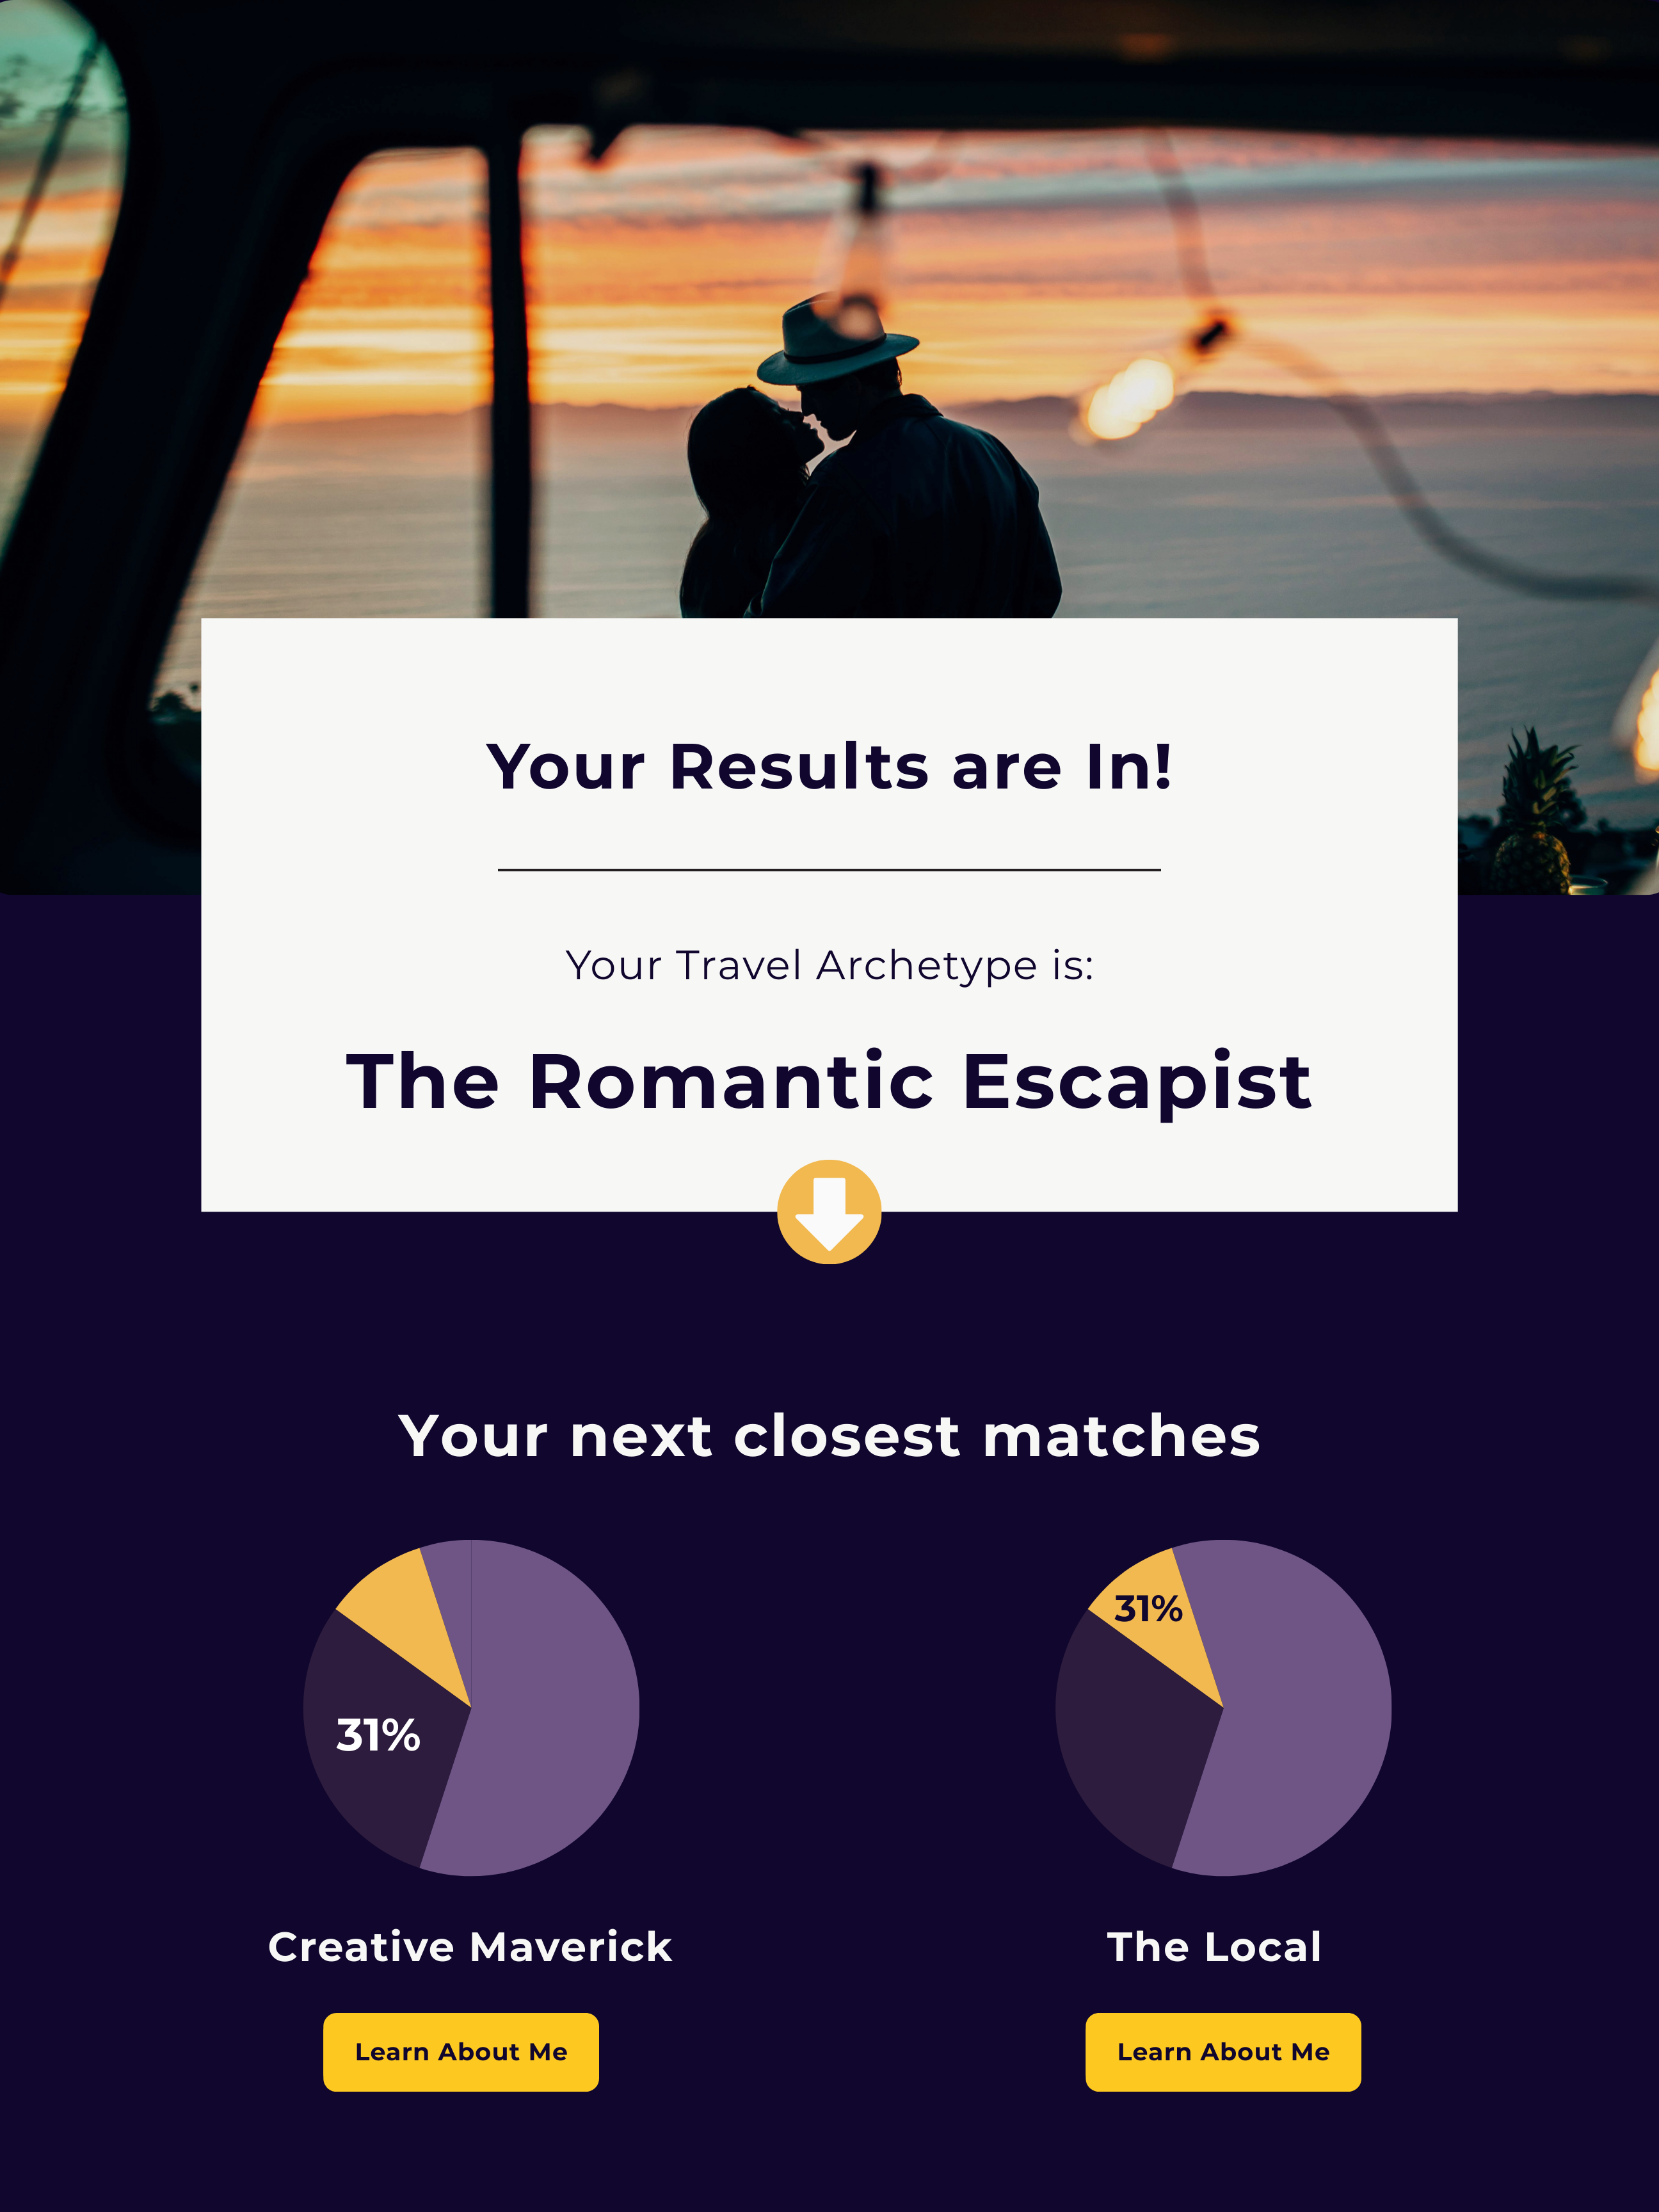 Your Results are In!
Your Travel Archetype is:
The Romantic Escapist
Your next closest matches
31%
31%
Creative Maverick
The Local
Learn About Me
Learn About Me